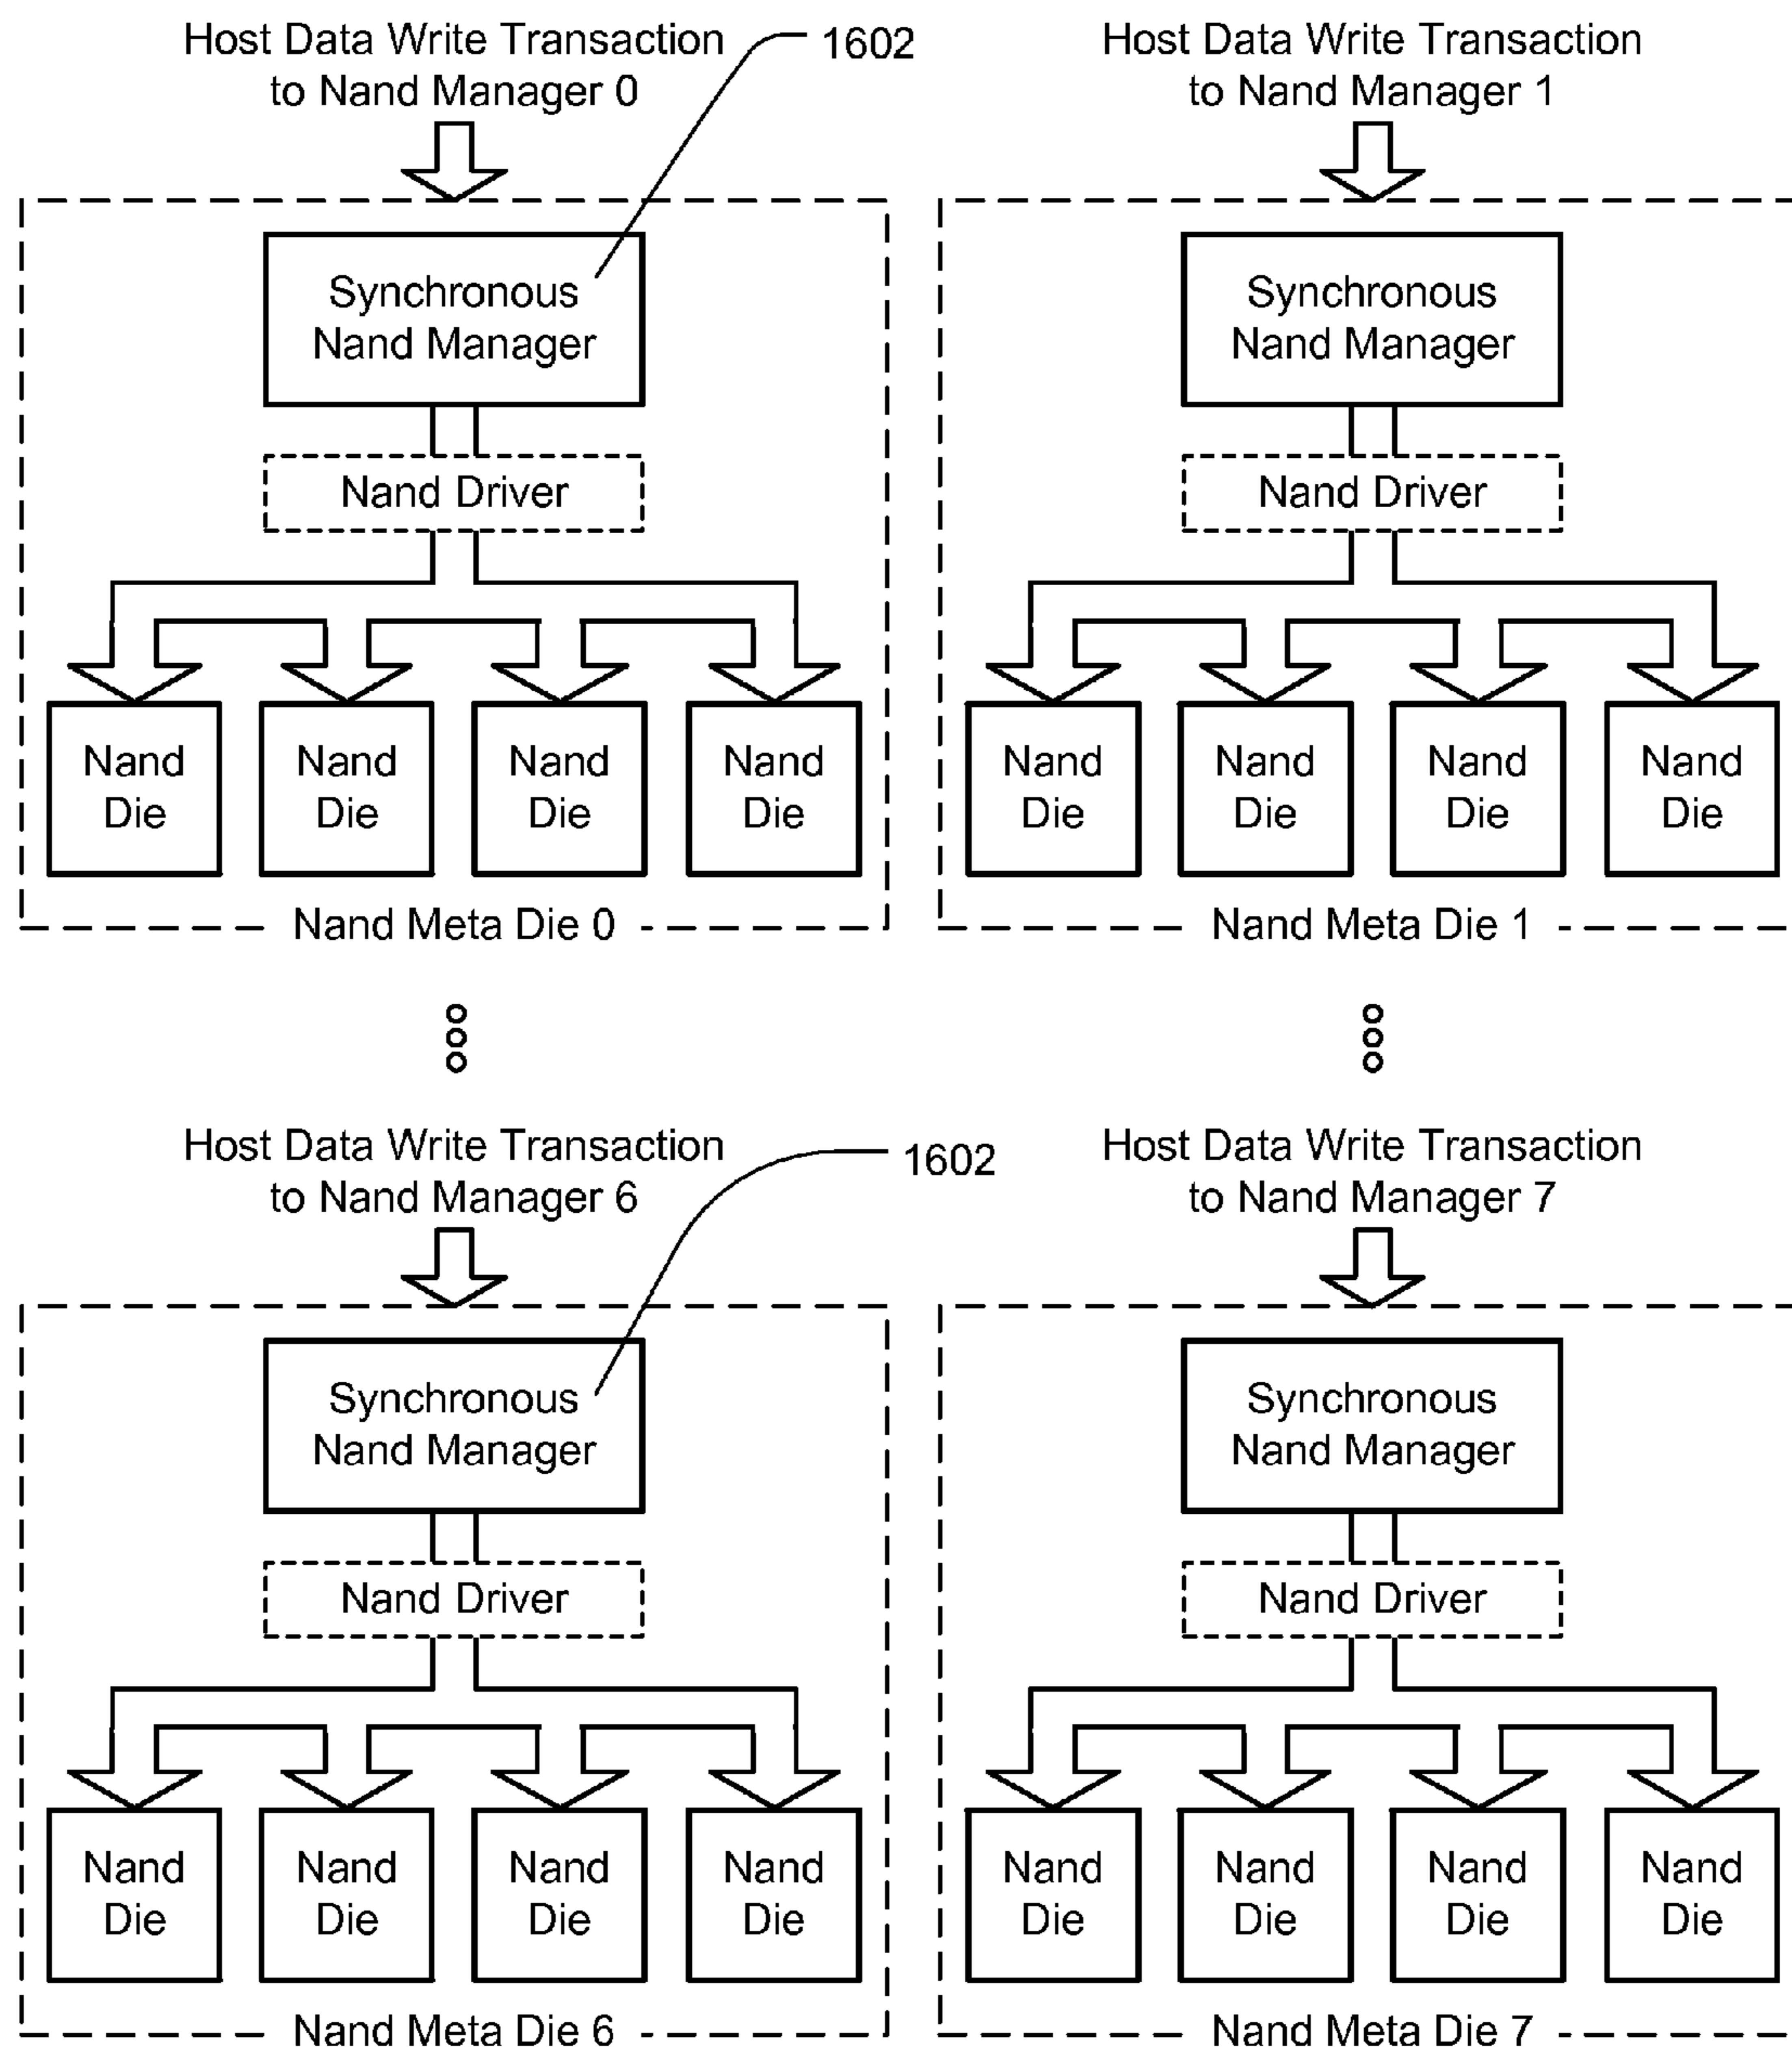 Host Data Write Transaction
to Nand Manager 0
1602
Synchronous
Nand Manager
Nand Driver
Nand
Die
Nand
Die
Nand
Die
Nand
Die
Nand Meta Die 0
Host Data Write Transaction
to Nand Manager 1
Synchronous
Nand Manager
Nand Driver
Nand
Die
Nand
Die
Nand
Die
Nand
Die
Nand Meta Die 1
Host Data Write Transaction
to Nand Manager 6
1602
Synchronous
Nand Manager
Nand Driver
Nand
Die
Nand
Die
Nand
Die
Nand
Die
Nand Meta Die 6
Host Data Write Transaction
to Nand Manager 7
Synchronous
Nand Manager
Nand Driver
Nand
Die
Nand
Die
Nand
Die
Nand
Die
Nand Meta Die 7